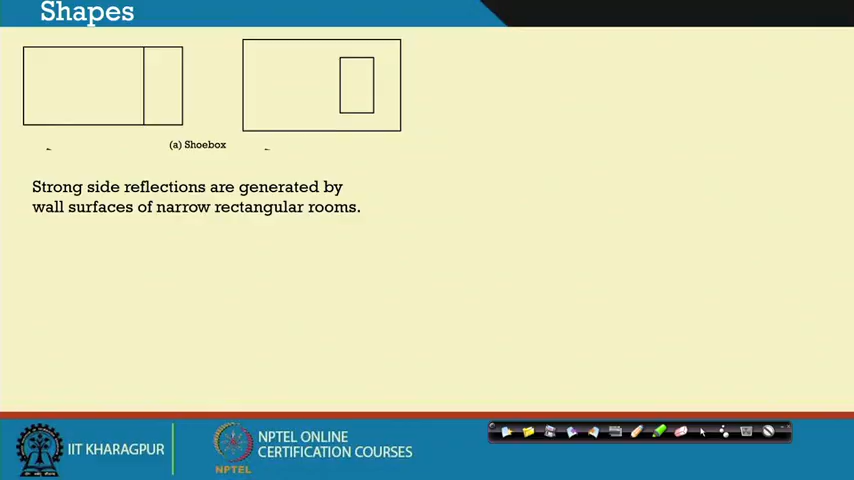 Shapes
(a) Shoebox
Strong side reflections are generated by
wall surfaces of narrow rectangular rooms.
IIT KHARAGPUR
NPTEL
NPTEL ONLINE
CERTIFICATION COURSES